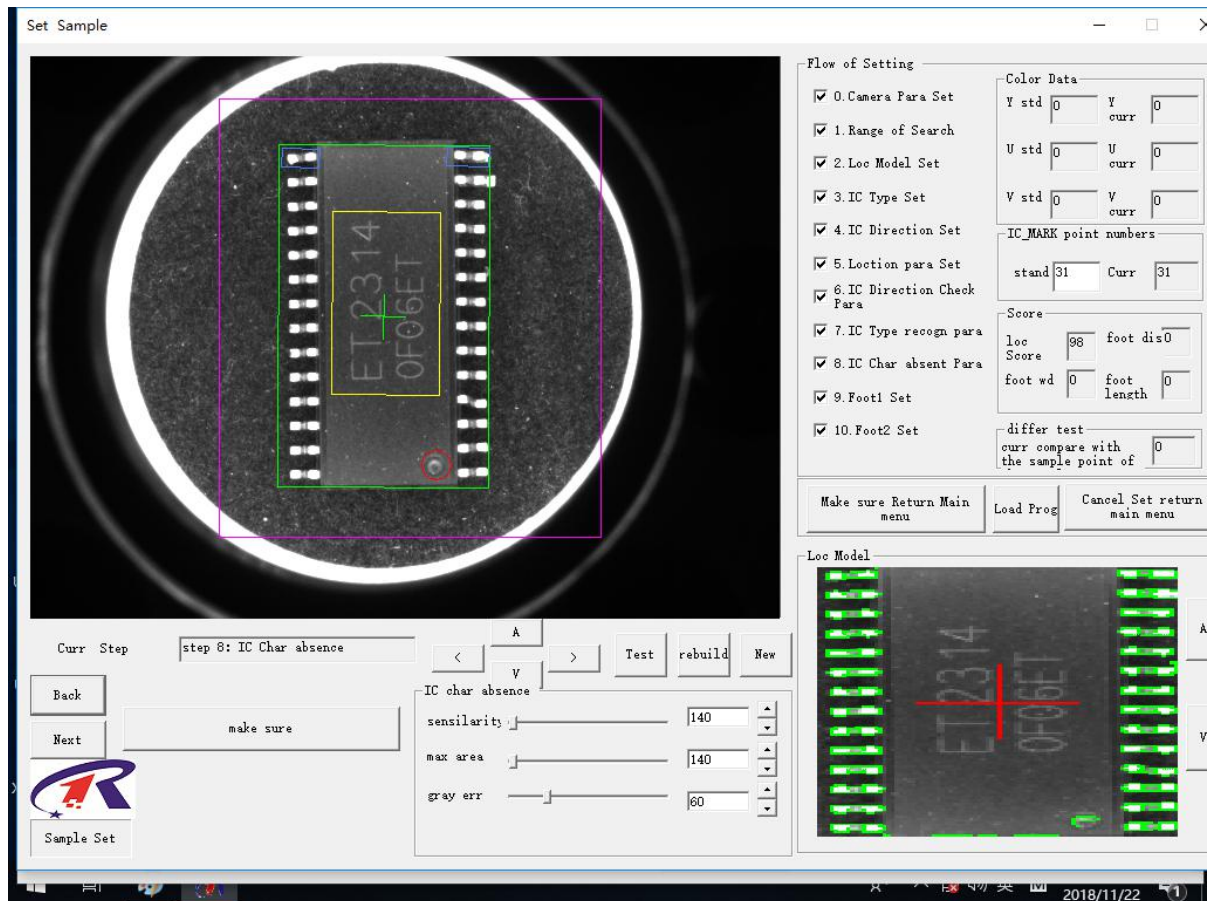 Set Sample
ET2314
0F06ET
Flow of Setting
0.Camera Para Set
1.Range of Search
2.Loc Model Set
3.IC Type Set
4.IC Direction Set
5.Loction para Set
6.IC Direction Check
Para
7.IC Type recogn para
8.IC Char absent Para
9.Foot1 Set
10.Foot2 Set
Color Data
Y std 0 Y curr 0
U std 0 U curr 0
V std 0 V curr 0
IC_MARK point numbers
stand 31 Curr 31
Score
loc Score 98 foot dis 0
foot wd 0 foot length 0
differ test
curr compare with
the sample point of
0
Make sure Return Main
menu
Load Prog
Cancel Set return
main menu
Loc Model
ET2314
0F06ET
A
V
Curr Step
step 8: IC Char absence
A
<
>
V
Test
rebuild
New
Back
Next
make sure
Sample Set
IC char absence
sensilarity 140
max area 140
gray err 60
英
M
2018/11/22
1